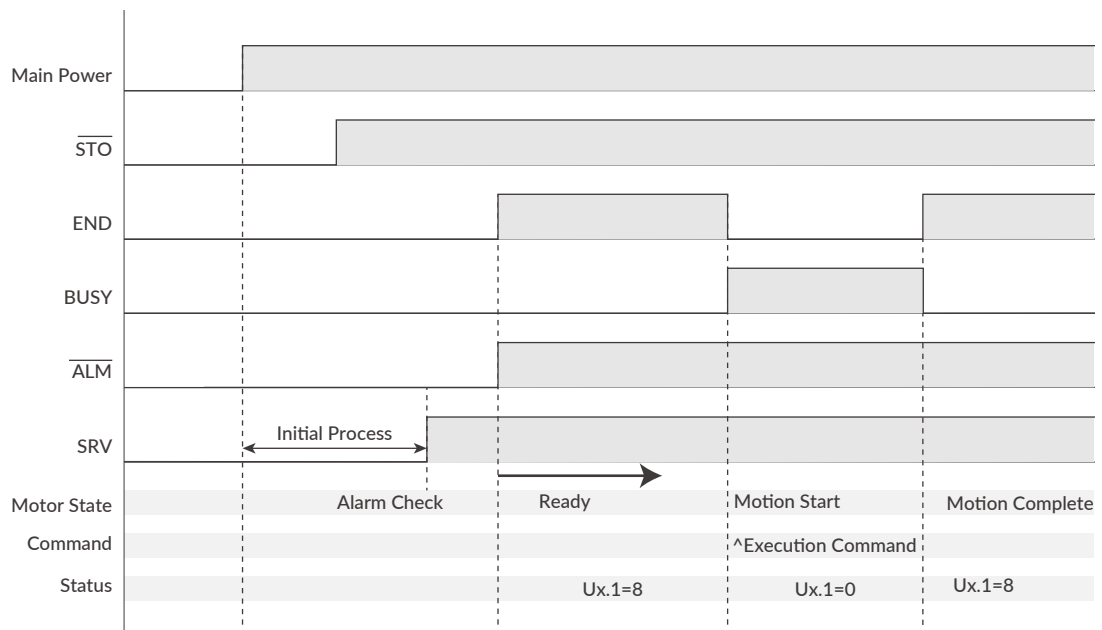 Main Power
STO
END
BUSY
ALM
SRV
Initial Process
Motor State Alarm Check Ready Motion Start Motion Complete
Command ^Execution Command
Status Ux.1=8 Ux.1=0 Ux.1=8